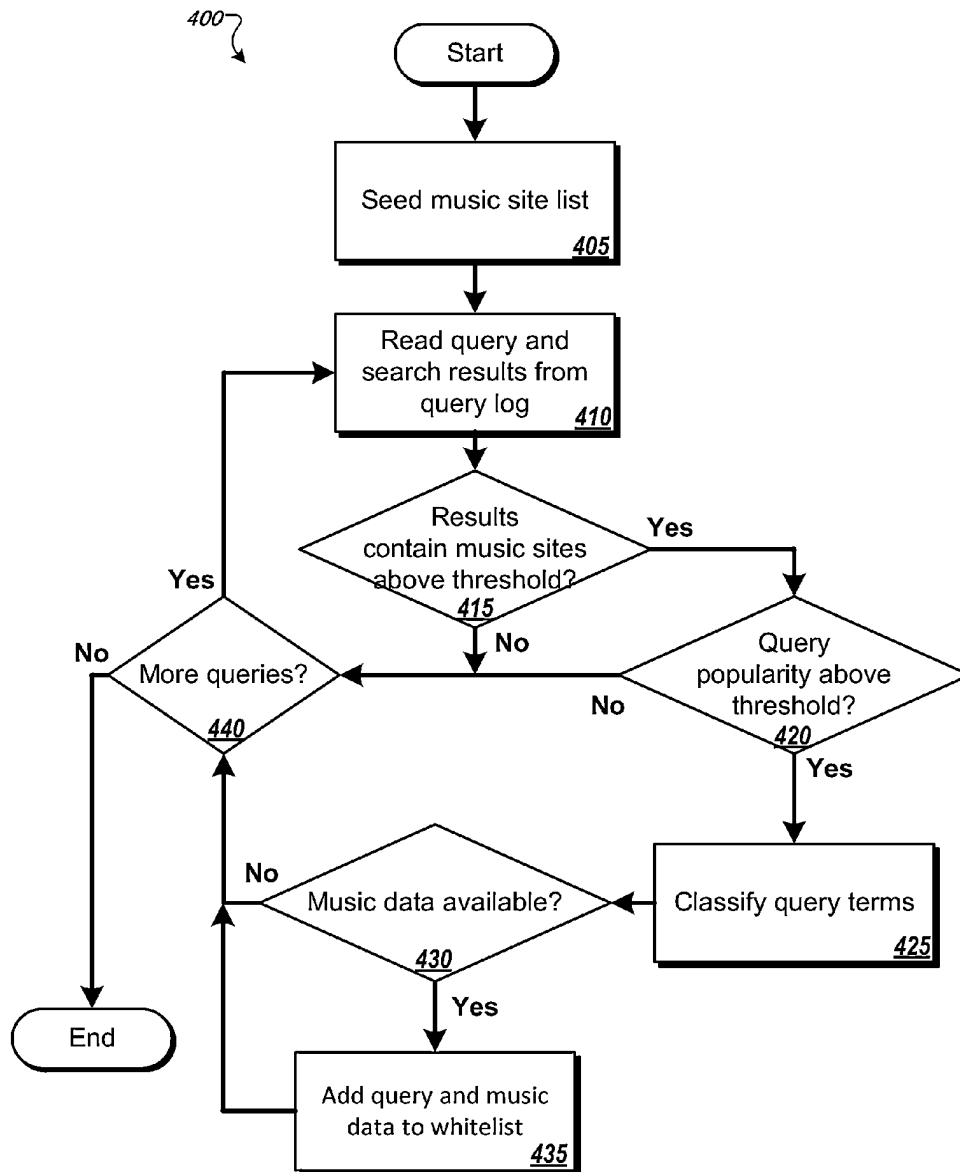 400
Start
Seed music site list
405
Read query and
search results from
query log
410
Results
contain music sites
above threshold?
415
Yes
No
Query
popularity above
threshold?
420
No
Yes
Yes
No
More queries?
440
Classify query terms
425
Music data available?
430
No
Yes
Add query and music
data to whitelist
435
End